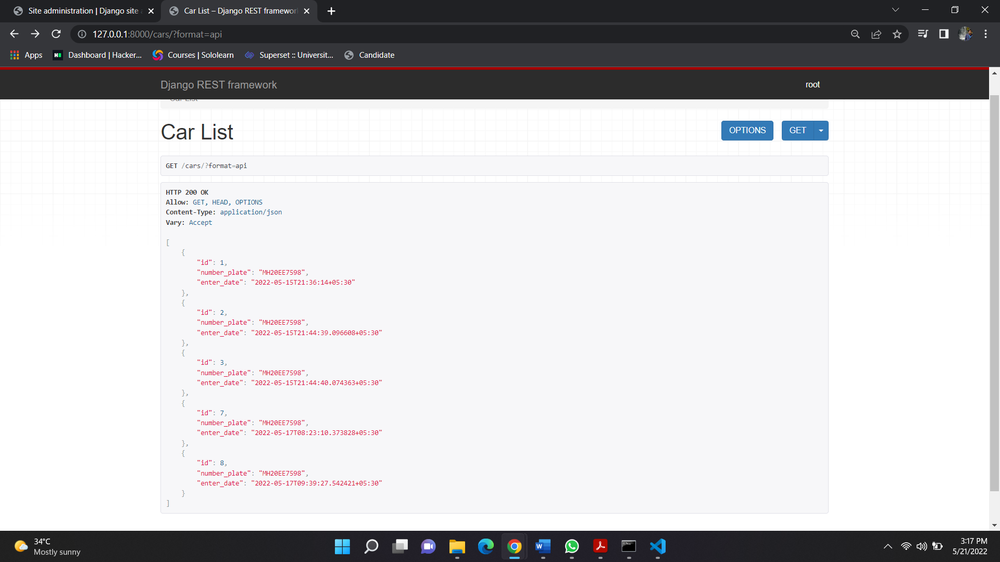 Site administration | Django site a
Car List – Django REST framework
127.0.0.1:8000/cars/?format=api
Apps
Dashboard | Hacker...
Courses | Sololearn
Superset :: Universit...
Candidate
Django REST framework
root
Car List
Car List
OPTIONS
GET
GET /cars/?format=api
HTTP 200 OK
Allow: GET, HEAD, OPTIONS
Content-Type: application/json
Vary: Accept
[
    {
        "id": 1,
        "number_plate": "MH20EE7598",
        "enter_date": "2022-05-15T21:36:14+05:30"
    },
    {
        "id": 2,
        "number_plate": "MH20EE7598",
        "enter_date": "2022-05-15T21:44:39.096608+05:30"
    },
    {
        "id": 3,
        "number_plate": "MH20EE7598",
        "enter_date": "2022-05-15T21:44:40.074363+05:30"
    },
    {
        "id": 7,
        "number_plate": "MH20EE7598",
        "enter_date": "2022-05-17T08:23:10.373828+05:30"
    },
    {
        "id": 8,
        "number_plate": "MH20EE7598",
        "enter_date": "2022-05-17T09:39:27.542421+05:30"
    }
]
34°C
Mostly sunny
3:17 PM
5/21/2022